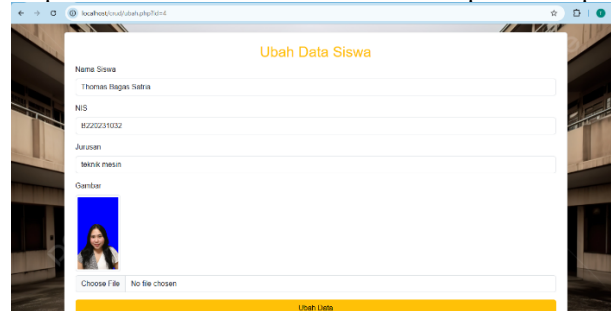 localhost/crud/ubah.php?id=4
Ubah Data Siswa
Nama Siswa
Thomas Bagas Satria
NIS
B220231032
Jurusan
teknik mesin
Gambar
Choose File No file chosen
Ubah Data